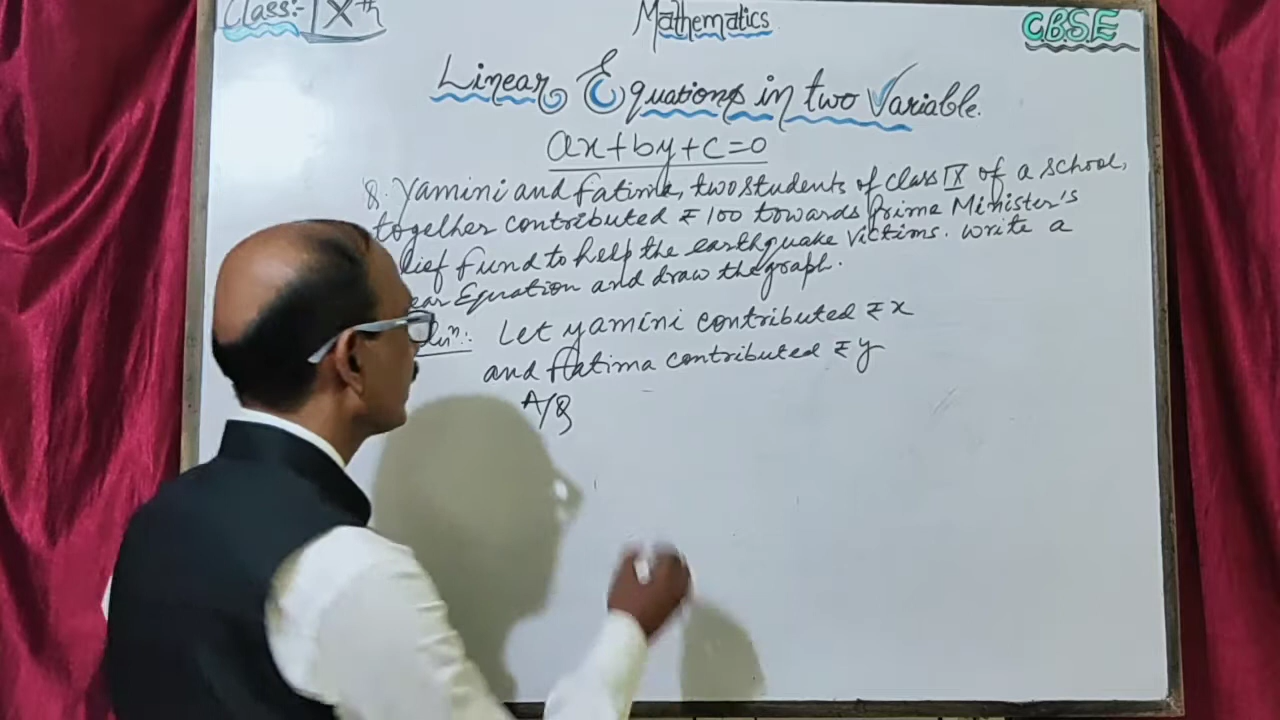 Class:- IXth
Mathematics
C.B.S.E
Linear Equations in two Variable.
ax+by+c=0
Q. Yamini and Fatima, two students of class IX of a school,
together contributed ₹ 100 towards Prime Minister's
lief fund to help the earthquake victims. Write a
ear Equation and draw the graph.
ln:. Let yamini contributed ₹ x
and fatima contributed ₹ y
A/Q